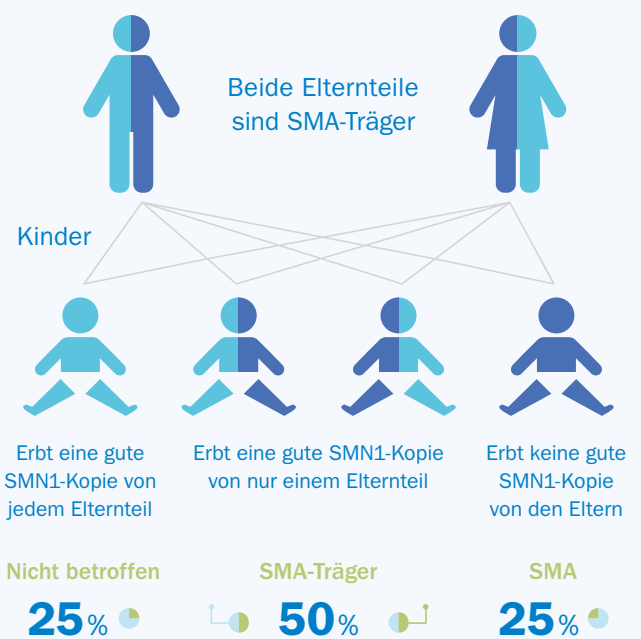 Beide Elternteile
sind SMA-Träger
Kinder
Erbt eine gute
SMN1-Kopie von
jedem Elternteil
Erbt eine gute SMN1-Kopie
von nur einem Elternteil
Erbt keine gute
SMN1-Kopie
von den Eltern
Nicht betroffen
SMA-Träger
SMA
25%
50%
25%